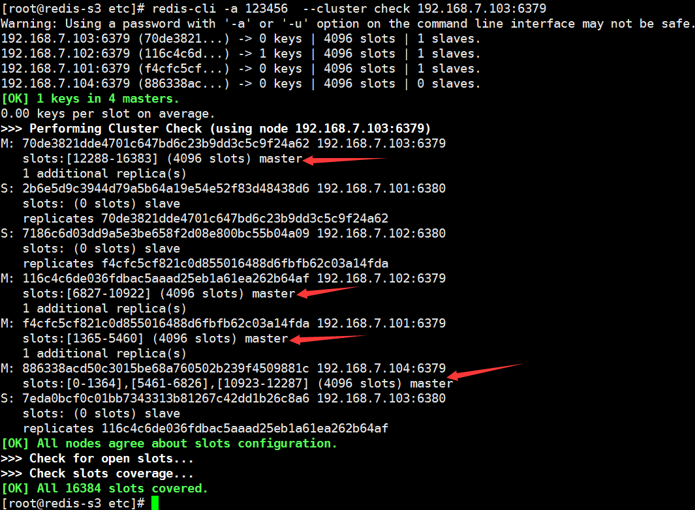 [root@redis-s3 etc]# redis-cli -a 123456  --cluster check 192.168.7.103:6379
Warning: Using a password with '-a' or '-u' option on the command line interface may not be safe.
192.168.7.103:6379 (70de3821...) -> 0 keys | 4096 slots | 1 slaves.
192.168.7.102:6379 (116c4c6d...) -> 1 keys | 4096 slots | 1 slaves.
192.168.7.101:6379 (f4cfc5cf...) -> 0 keys | 4096 slots | 1 slaves.
192.168.7.104:6379 (886338ac...) -> 0 keys | 4096 slots | 0 slaves.
[OK] 1 keys in 4 masters.
0.00 keys per slot on average.
>>> Performing Cluster Check (using node 192.168.7.103:6379)
M: 70de3821dde4701c647bd6c23b9dd3c5c9f24a62 192.168.7.103:6379
   slots:[12288-16383] (4096 slots) master
   1 additional replica(s)
S: 2b6e5d9c3944d79a5b64a19e54e52f83d48438d6 192.168.7.101:6380
   slots: (0 slots) slave
   replicates 70de3821dde4701c647bd6c23b9dd3c5c9f24a62
S: 7186c6d03dd9a5e3be658f2d08e800bc55b04a09 192.168.7.102:6380
   slots: (0 slots) slave
   replicates f4cfc5cf821c0d855016488d6fbfb62c03a14fda
M: 116c4c6de036fdbac5aaad25eb1a61ea262b64af 192.168.7.102:6379
   slots:[6827-10922] (4096 slots) master
   1 additional replica(s)
M: f4cfc5cf821c0d855016488d6fbfb62c03a14fda 192.168.7.101:6379
   slots:[1365-5460] (4096 slots) master
   1 additional replica(s)
M: 886338acd50c3015be68a760502b239f4509881c 192.168.7.104:6379
   slots:[0-1364],[5461-6826],[10923-12287] (4096 slots) master
S: 7eda0bcf0c01bb7343313b81267c42dd1b26c8a6 192.168.7.103:6380
   slots: (0 slots) slave
   replicates 116c4c6de036fdbac5aaad25eb1a61ea262b64af
[OK] All nodes agree about slots configuration.
>>> Check for open slots...
>>> Check slots coverage...
[OK] All 16384 slots covered.
[root@redis-s3 etc]#